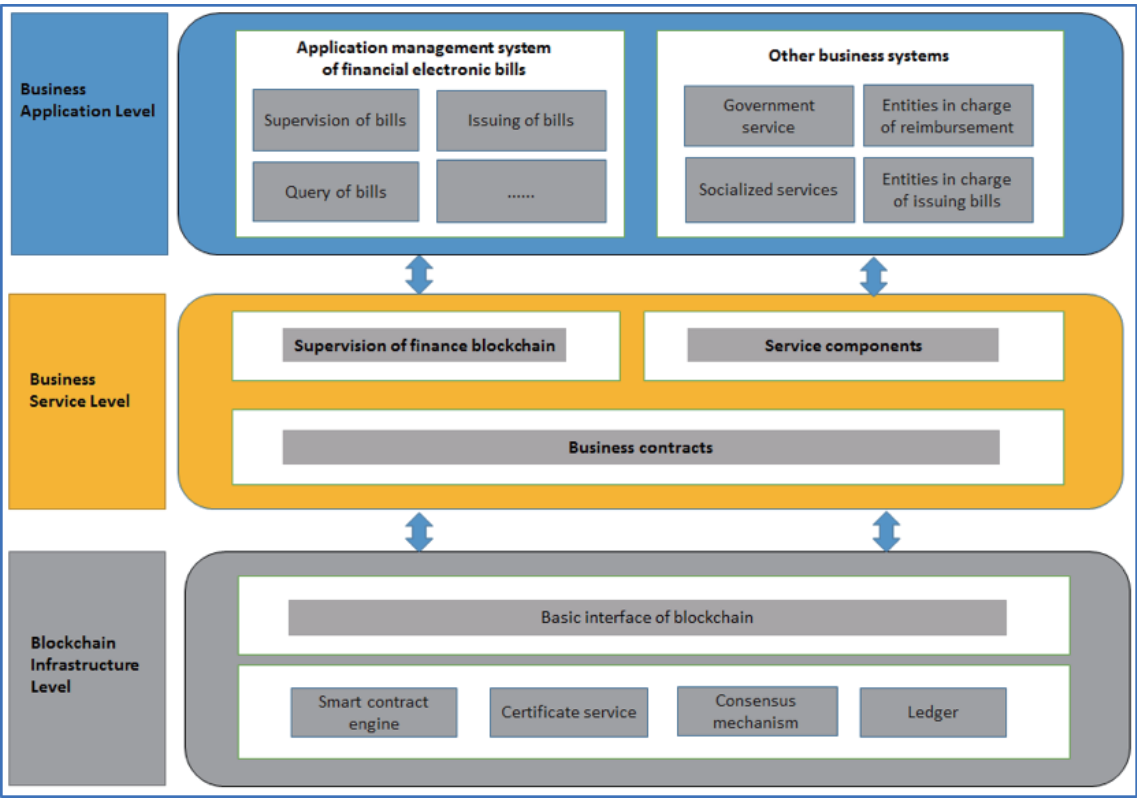 Business
Application Level
Application management system
of financial electronic bills
Supervision of bills
Issuing of bills
Query of bills
......
Other business systems
Government
service
Entities in charge
of reimbursement
Socialized services
Entities in charge
of issuing bills
Business
Service Level
Supervision of finance blockchain
Service components
Business contracts
Blockchain
Infrastructure
Level
Basic interface of blockchain
Smart contract
engine
Certificate service
Consensus
mechanism
Ledger